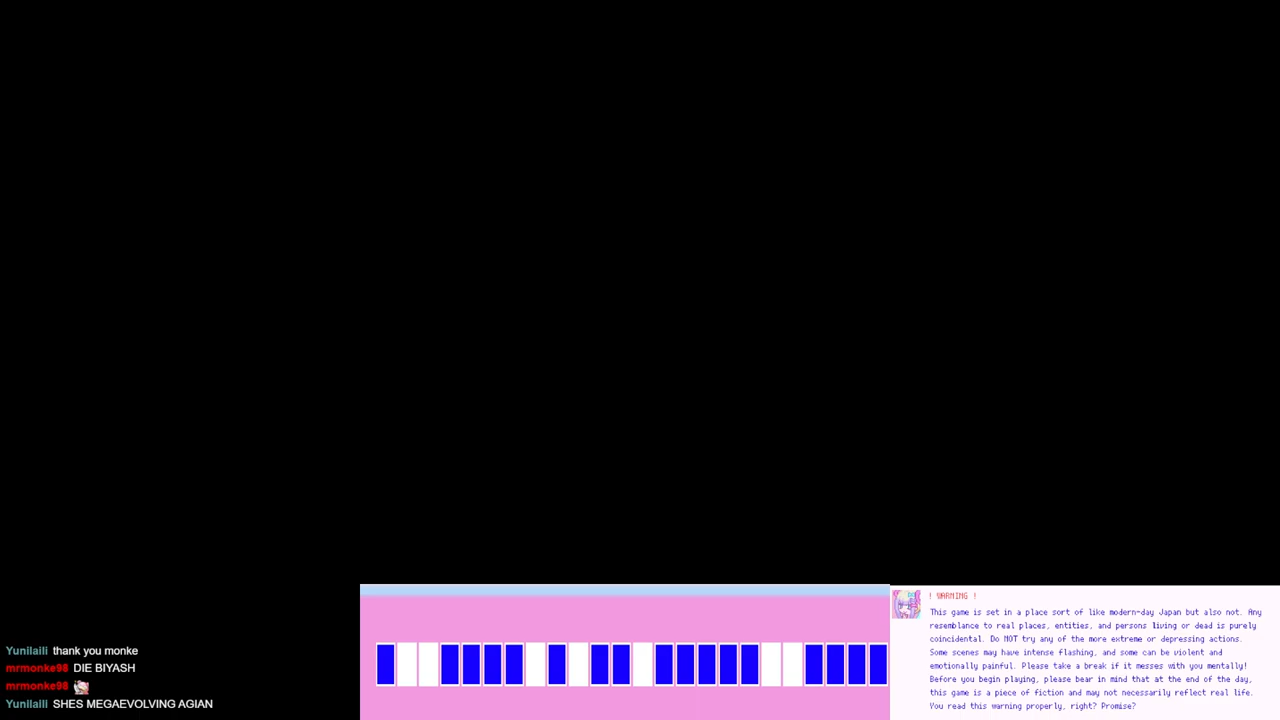 Yunilaili thank you monke
mrmonke98 DIE BIYASH
mrmonke98
Yunilaili SHES MEGAEVOLVING AGIAN
! WARNING !
This game is set in a place sort of like modern-day Japan but also not. Any
resemblance to real places, entities, and persons living or dead is purely
coincidental. Do NOT try any of the more extreme or depressing actions.
Some scenes may have intense flashing, and some can be violent and
emotionally painful. Please take a break if it messes with you mentally!
Before you begin playing, please bear in mind that at the end of the day,
this game is a piece of fiction and may not necessarily reflect real life.
You read this warning properly, right? Promise?